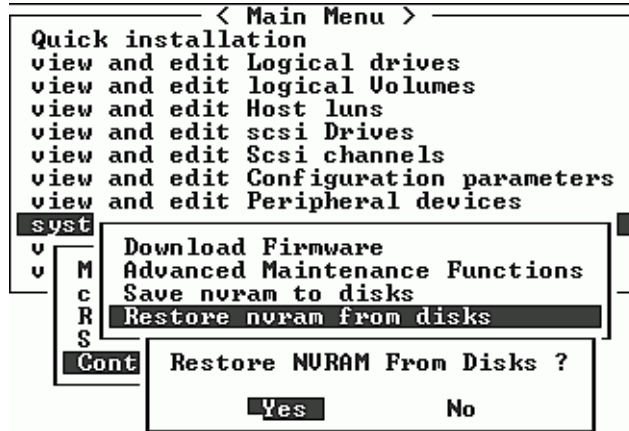 < Main Menu >
Quick installation
view and edit Logical drives
view and edit logical Volumes
view and edit Host luns
view and edit scsi Drives
view and edit Scsi channels
view and edit Configuration parameters
view and edit Peripheral devices
syst
v
Download Firmware
v M Advanced Maintenance Functions
c Save nvram to disks
R Restore nvram from disks
S
Cont Restore NVRAM From Disks ?
Yes No